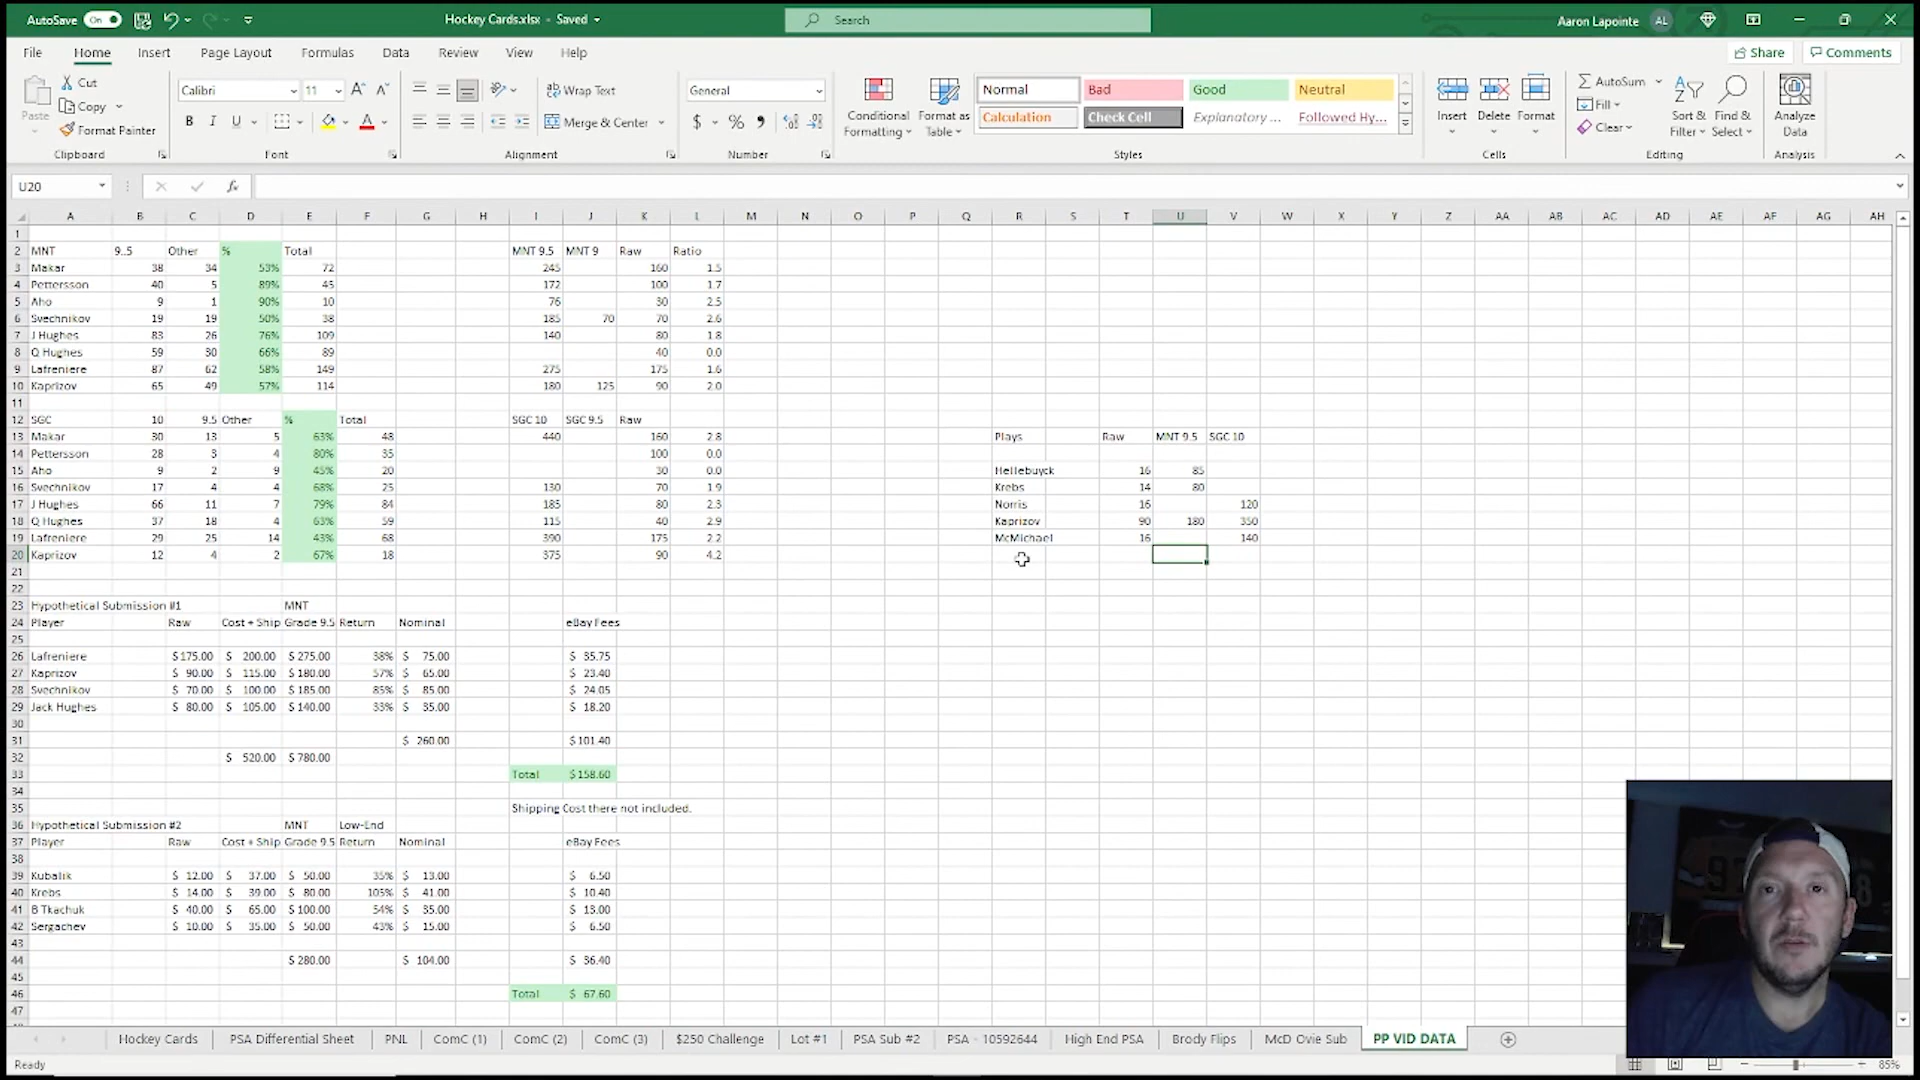 AutoSave On Hockey Cards.xlsx - Saved Search Aaron Lapointe AL
File Home Insert Page Layout Formulas Data Review View Help Share Comments
Paste Cut Copy Format Painter Clipboard
Calibri 11 A A B I U A Font
Wrap Text Merge & Center Alignment
General $ % , Number
Conditional Formatting Format as Table
Normal Bad Good Neutral
Calculation Check Cell Explanatory ... Followed Hy...
Styles
Insert Delete Format Cells
AutoSum Fill Clear Sort & Filter Find & Select Editing
Analyze Data Analysis
U20 fx
A B C D E F G H I J K L M N O P Q R S T U V W X Y Z AA AB AC AD AE AF AG AH
1
2 MNT 9..5 Other % Total MNT 9.5 MNT 9 Raw Ratio
3 Makar 38 34 53% 72 245 160 1.5
4 Pettersson 40 5 89% 45 172 100 1.7
5 Aho 9 1 90% 10 76 30 2.5
6 Svechnikov 19 19 50% 38 185 70 70 2.6
7 J Hughes 83 26 76% 109 140 80 1.8
8 Q Hughes 59 30 66% 89 40 0.0
9 Lafreniere 87 62 58% 149 275 175 1.6
10 Kaprizov 65 49 57% 114 180 125 90 2.0
11
12 SGC 10 9.5 Other % Total SGC 10 SGC 9.5 Raw
13 Makar 30 13 5 63% 48 440 160 2.8 Plays Raw MNT 9.5 SGC 10
14 Pettersson 28 3 4 80% 35 100 0.0
15 Aho 9 2 9 45% 20 30 0.0 Hellebuyck 16 85
16 Svechnikov 17 4 4 68% 25 130 70 1.9 Krebs 14 80
17 J Hughes 66 11 7 79% 84 185 80 2.3 Norris 16 120
18 Q Hughes 37 18 4 63% 59 115 40 2.9 Kaprizov 90 180 350
19 Lafreniere 29 25 14 43% 68 390 175 2.2 McMichael 16 140
20 Kaprizov 12 4 2 67% 18 375 90 4.2
21
22
23 Hypothetical Submission #1 MNT
24 Player Raw Cost + Ship Grade 9.5 Return Nominal eBay Fees
25
26 Lafreniere $175.00 $ 200.00 $275.00 38% $ 75.00 $ 35.75
27 Kaprizov $ 90.00 $ 115.00 $180.00 57% $ 65.00 $ 23.40
28 Svechnikov $ 70.00 $ 100.00 $185.00 85% $ 85.00 $ 24.05
29 Jack Hughes $ 80.00 $ 105.00 $140.00 33% $ 35.00 $ 18.20
30
31 $ 260.00 $101.40
32 $ 520.00 $780.00
33 Total $158.60
34
35 Shipping Cost there not included.
36 Hypothetical Submission #2 MNT Low-End
37 Player Raw Cost + Ship Grade 9.5 Return Nominal eBay Fees
38
39 Kubalik $ 12.00 $ 37.00 $ 50.00 35% $ 13.00 $ 6.50
40 Krebs $ 14.00 $ 39.00 $ 80.00 105% $ 41.00 $ 10.40
41 B Tkachuk $ 40.00 $ 65.00 $100.00 54% $ 35.00 $ 13.00
42 Sergachev $ 10.00 $ 35.00 $ 50.00 43% $ 15.00 $ 6.50
43
44 $280.00 $ 104.00 $ 36.40
45
46 Total $ 67.60
47
Hockey Cards PSA Differential Sheet PNL ComC (1) ComC (2) ComC (3) $250 Challenge Lot #1 PSA Sub #2 PSA - 10592644 High End PSA Brody Flips McD Ovie Sub PP VID DATA
Ready 85%